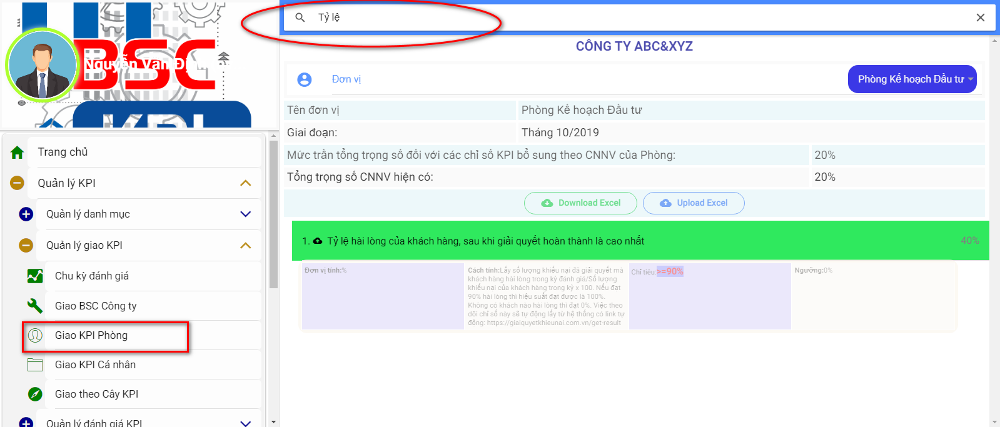 Tỷ lệ
BSC
Nguyễn Văn Định
KPI
Trang chủ
Quản lý KPI
Quản lý danh mục
Quản lý giao KPI
Chu kỳ đánh giá
Giao BSC Công ty
Giao KPI Phòng
Giao KPI Cá nhân
Giao theo Cây KPI
Quản lý đánh giá KPI
CÔNG TY ABC&XYZ
Đơn vị
Phòng Kế hoạch Đầu tư
Tên đơn vị Phòng Kế hoạch Đầu tư
Giai đoạn: Tháng 10/2019
Mức trần tổng trọng số đối với các chỉ số KPI bổ sung theo CNNV của Phòng: 20%
Tổng trọng số CNNV hiện có: 20%
Download Excel Upload Excel
1. Tỷ lệ hài lòng của khách hàng, sau khi giải quyết hoàn thành là cao nhất 40%
Đơn vị tính:%
Cách tính:Lấy số lượng khiếu nại đã giải quyết mà
khách hàng hài lòng trong kỳ đánh giá/Số lượng
khiếu nại của khách hàng trong kỳ x 100. Nếu đạt
90% hài lòng thì hiệu suất đạt được là 100%.
Không có khách nào hài lòng thì đạt 0%. Việc theo
dõi chỉ số này sẽ tự động lấy từ hệ thống có link tự
động: https://giaiquyetkhieunai.com.vn/get-result
Chỉ tiêu:>=90%
Ngưỡng:0%